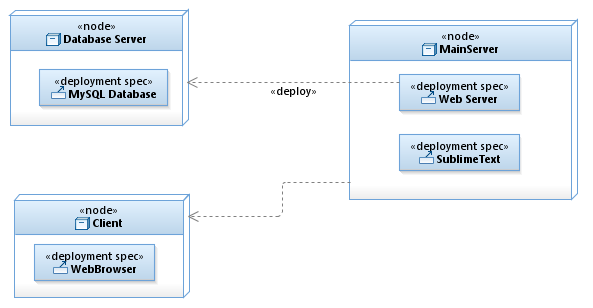 «node»
Database Server
«deployment spec»
MySQL Database
«deploy»
«node»
MainServer
«deployment spec»
Web Server
«deployment spec»
SublimeText
«node»
Client
«deployment spec»
WebBrowser